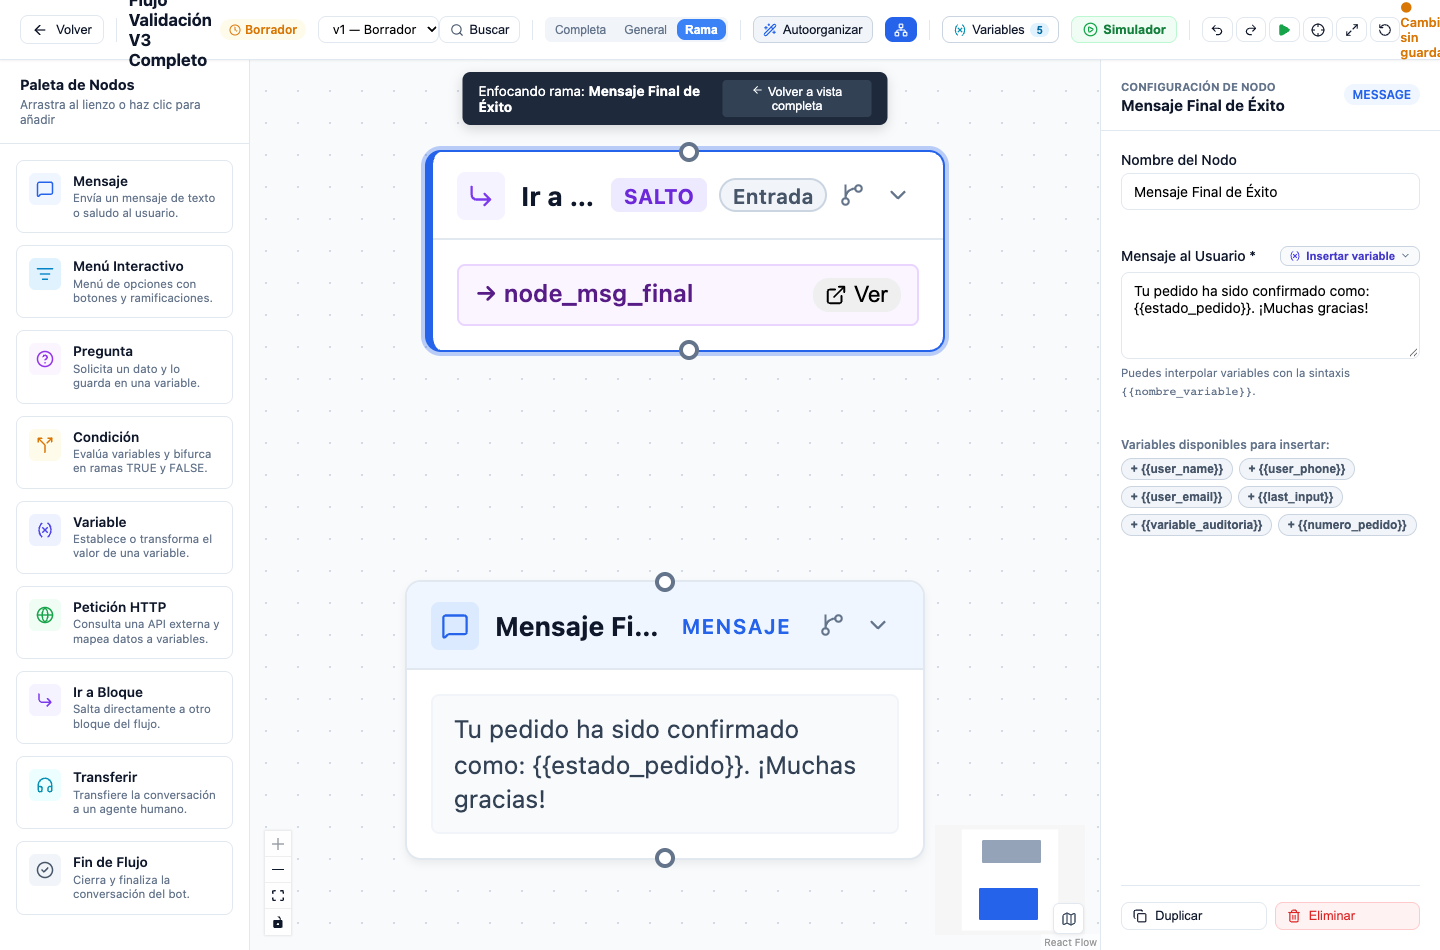 Volver
Flujo
Validación
V3
Completo
Borrador
v1 — Borrador
Buscar
Completa
General
Rama
Autoorganizar
Variables
5
Simulador
sin
Paleta de Nodos
Arrastra al lienzo o haz clic para
añadir
Mensaje
Envía un mensaje de texto
o saludo al usuario.
Menú Interactivo
Menú de opciones con
botones y ramificaciones.
Pregunta
Solicita un dato y lo
guarda en una variable.
Condición
Evalúa variables y bifurca
en ramas TRUE y FALSE.
Variable
Establece o transforma el
valor de una variable.
Petición HTTP
Consulta una API externa y
mapea datos a variables.
Ir a Bloque
Salta directamente a otro
bloque del flujo.
Transferir
Transfiere la conversación
a un agente humano.
Fin de Flujo
Cierra y finaliza la
conversación del bot.
Enfocando rama: Mensaje Final de
Éxito
← Volver a vista
completa
Ir a ...
SALTO
Entrada
→ node_msg_final
Ver
Mensaje Fi...
MENSAJE
Tu pedido ha sido confirmado
como: {{estado_pedido}}. ¡Muchas
gracias!
React Flow
CONFIGURACIÓN DE NODO
Mensaje Final de Éxito
MESSAGE
Nombre del Nodo
Mensaje Final de Éxito
Mensaje al Usuario *
(x) Insertar variable
Tu pedido ha sido confirmado como:
{{estado_pedido}}. ¡Muchas gracias!
Puedes interpolar variables con la sintaxis
{{nombre_variable}}.
Variables disponibles para insertar:
+ {{user_name}}
+ {{user_phone}}
+ {{user_email}}
+ {{last_input}}
+ {{variable_auditoria}}
+ {{numero_pedido}}
Duplicar
Eliminar